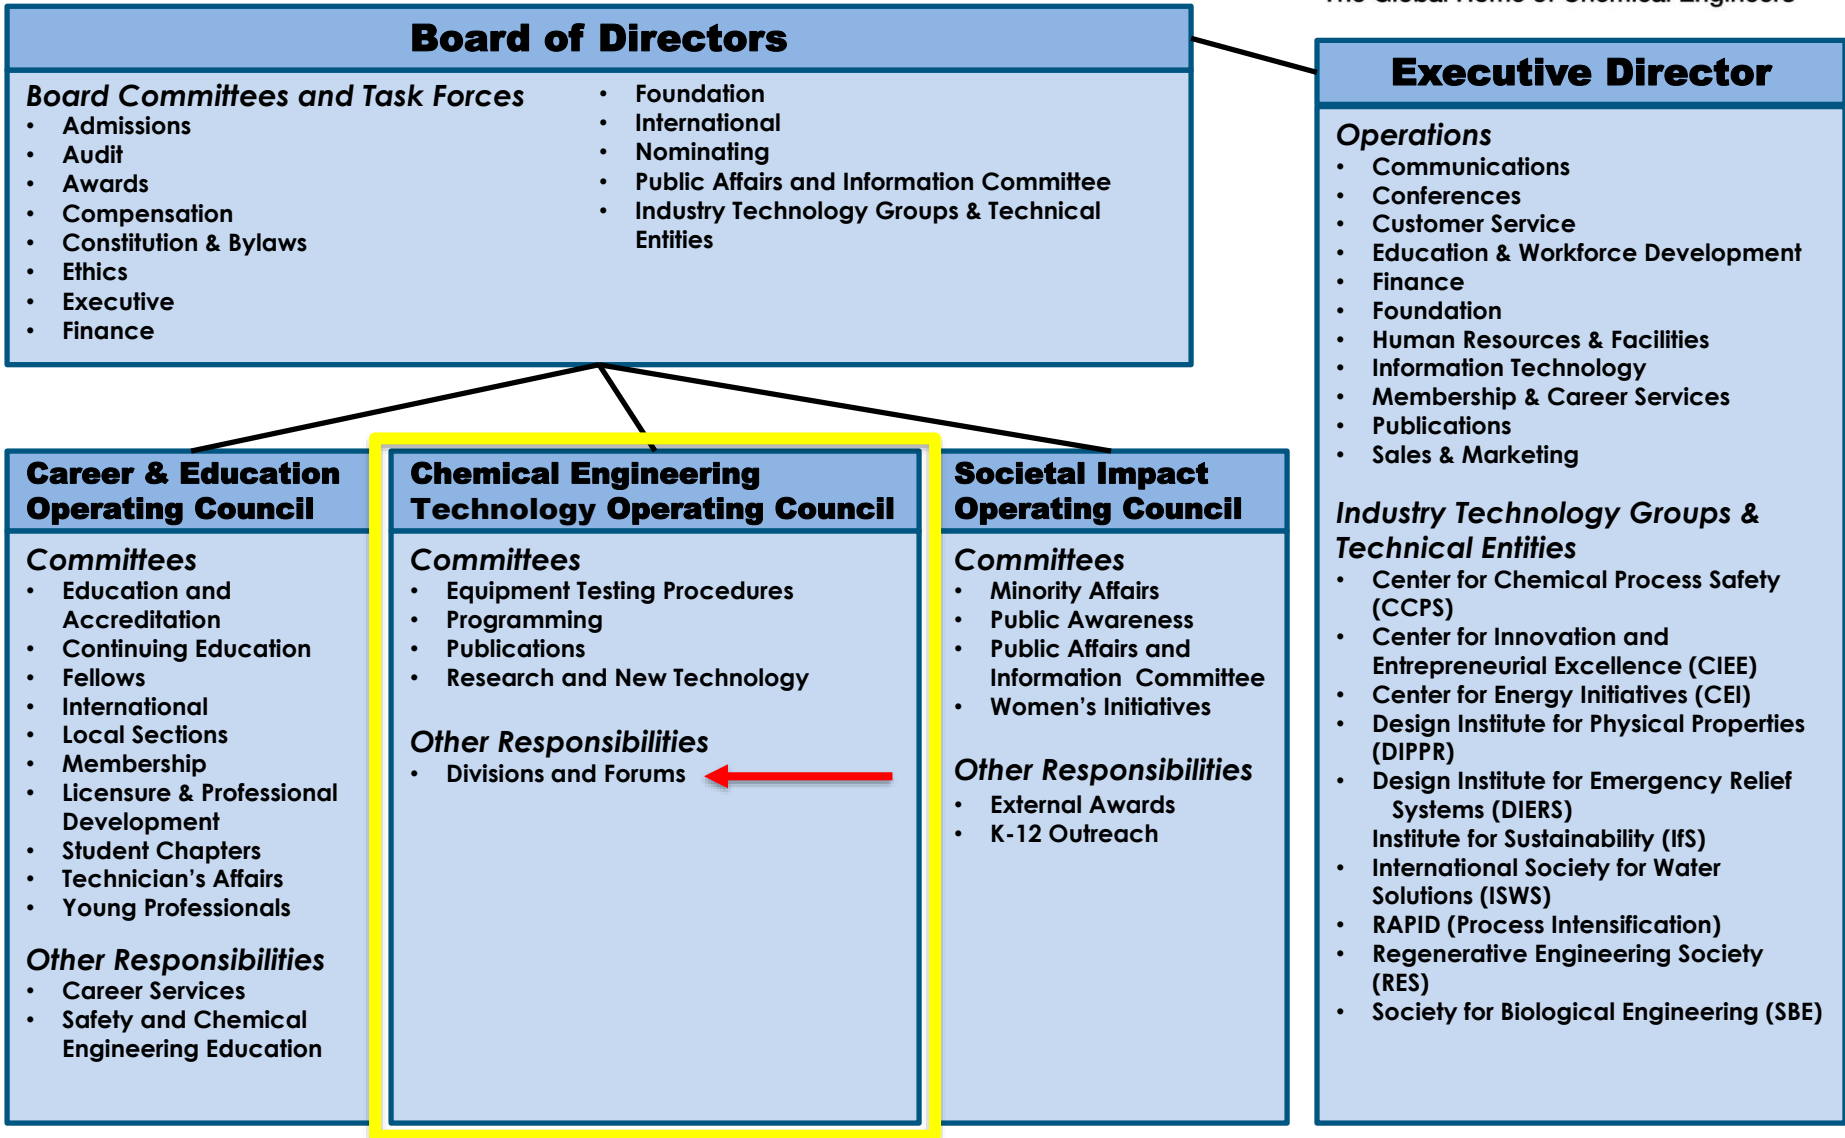 The Global Home of Chemical Engineers
Board of Directors
Board Committees and Task Forces
• Admissions
• Audit
• Awards
• Compensation
• Constitution & Bylaws
• Ethics
• Executive
• Finance
• Foundation
• International
• Nominating
• Public Affairs and Information Committee
• Industry Technology Groups & Technical
Entities
Executive Director
Operations
• Communications
• Conferences
• Customer Service
• Education & Workforce Development
• Finance
• Foundation
• Human Resources & Facilities
• Information Technology
• Membership & Career Services
• Publications
• Sales & Marketing
Industry Technology Groups &
Technical Entities
• Center for Chemical Process Safety
(CCPS)
• Center for Innovation and
Entrepreneurial Excellence (CIEE)
• Center for Energy Initiatives (CEI)
• Design Institute for Physical Properties
(DIPPR)
• Design Institute for Emergency Relief
Systems (DIERS)
Institute for Sustainability (IfS)
• International Society for Water
Solutions (ISWS)
• RAPID (Process Intensification)
• Regenerative Engineering Society
(RES)
• Society for Biological Engineering (SBE)
Career & Education
Operating Council
Committees
• Education and
Accreditation
• Continuing Education
• Fellows
• International
• Local Sections
• Membership
• Licensure & Professional
Development
• Student Chapters
• Technician's Affairs
• Young Professionals
Other Responsibilities
• Career Services
• Safety and Chemical
Engineering Education
Chemical Engineering
Technology Operating Council
Committees
• Equipment Testing Procedures
• Programming
• Publications
• Research and New Technology
Other Responsibilities
• Divisions and Forums
Societal Impact
Operating Council
Committees
• Minority Affairs
• Public Awareness
• Public Affairs and
Information Committee
• Women's Initiatives
Other Responsibilities
• External Awards
• K-12 Outreach